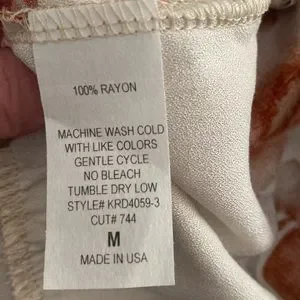 100% RAYON
MACHINE WASH COLD
WITH LIKE COLORS
GENTLE CYCLE
NO BLEACH
TUMBLE DRY LOW
STYLE# KRD4059-3
CUT# 744
M
MADE IN USA